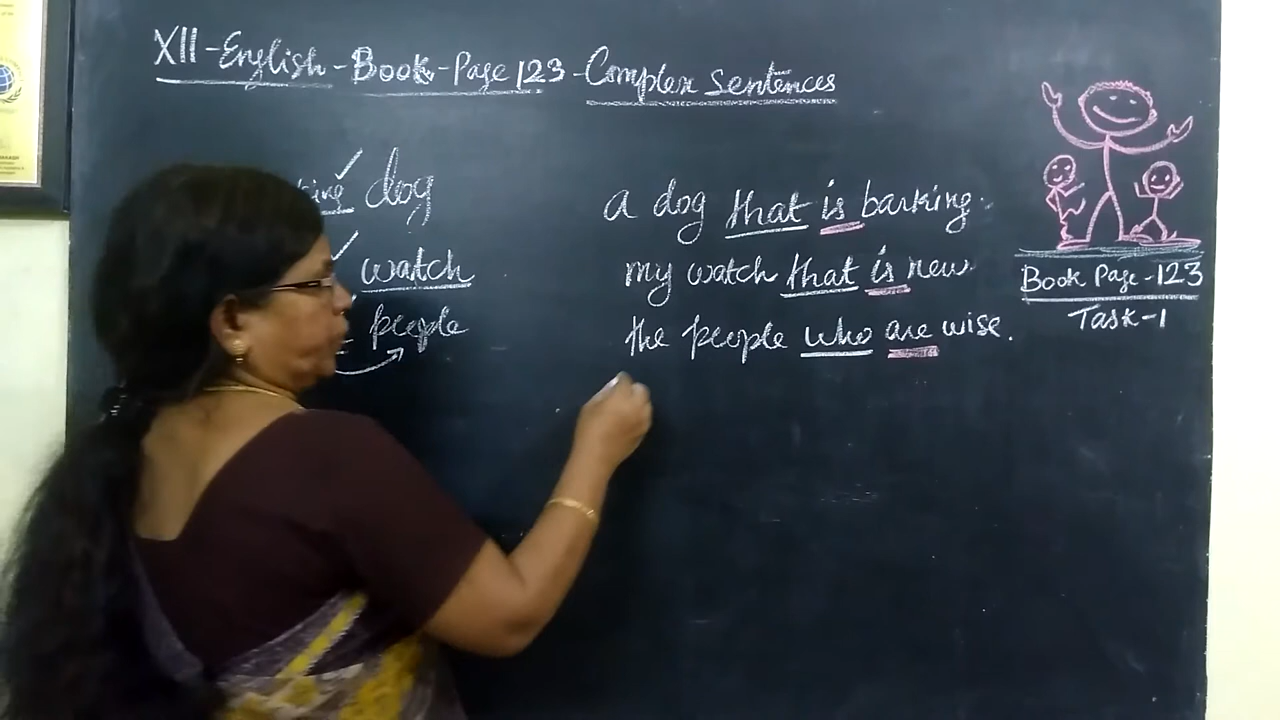 XII-English-Book-Page 123-Complex Sentences
dog
watch
people
a dog that is barking.
my watch that is new.
the people who are wise.
Book Page-123
Task-1